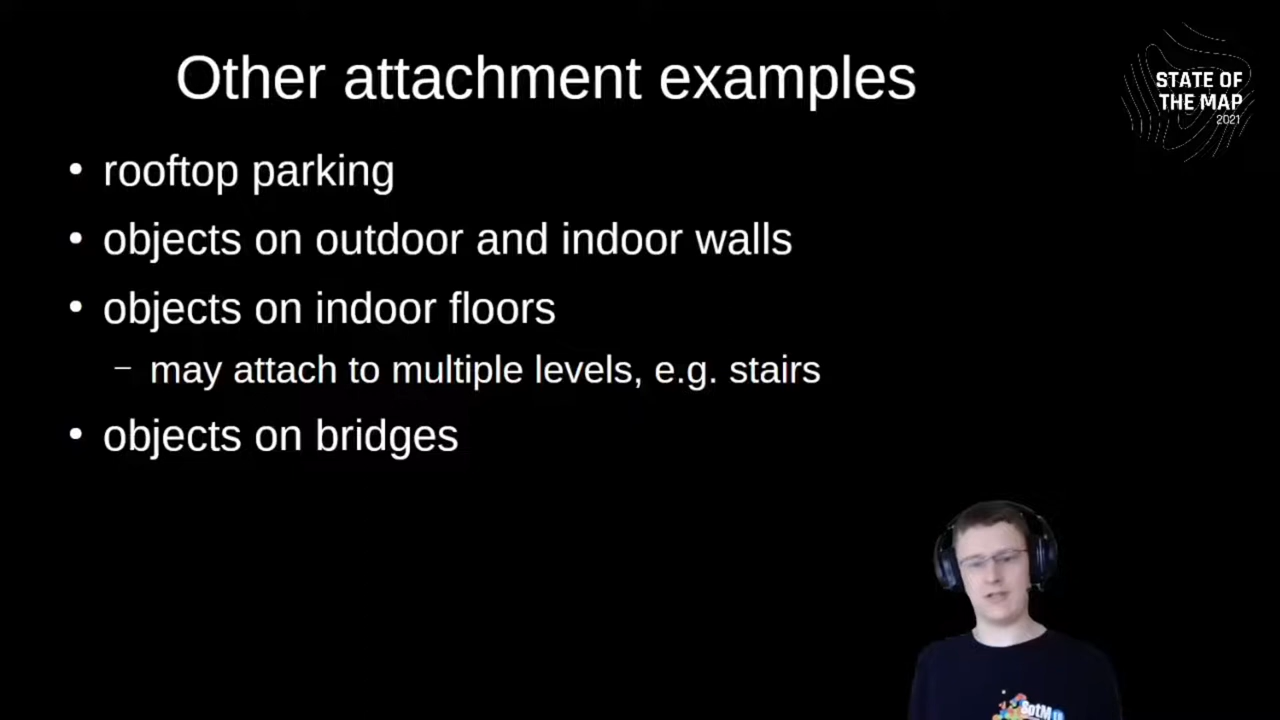 Other attachment examples
STATE OF
THE MAP
2021
• rooftop parking
• objects on outdoor and indoor walls
• objects on indoor floors
– may attach to multiple levels, e.g. stairs
• objects on bridges
SotM